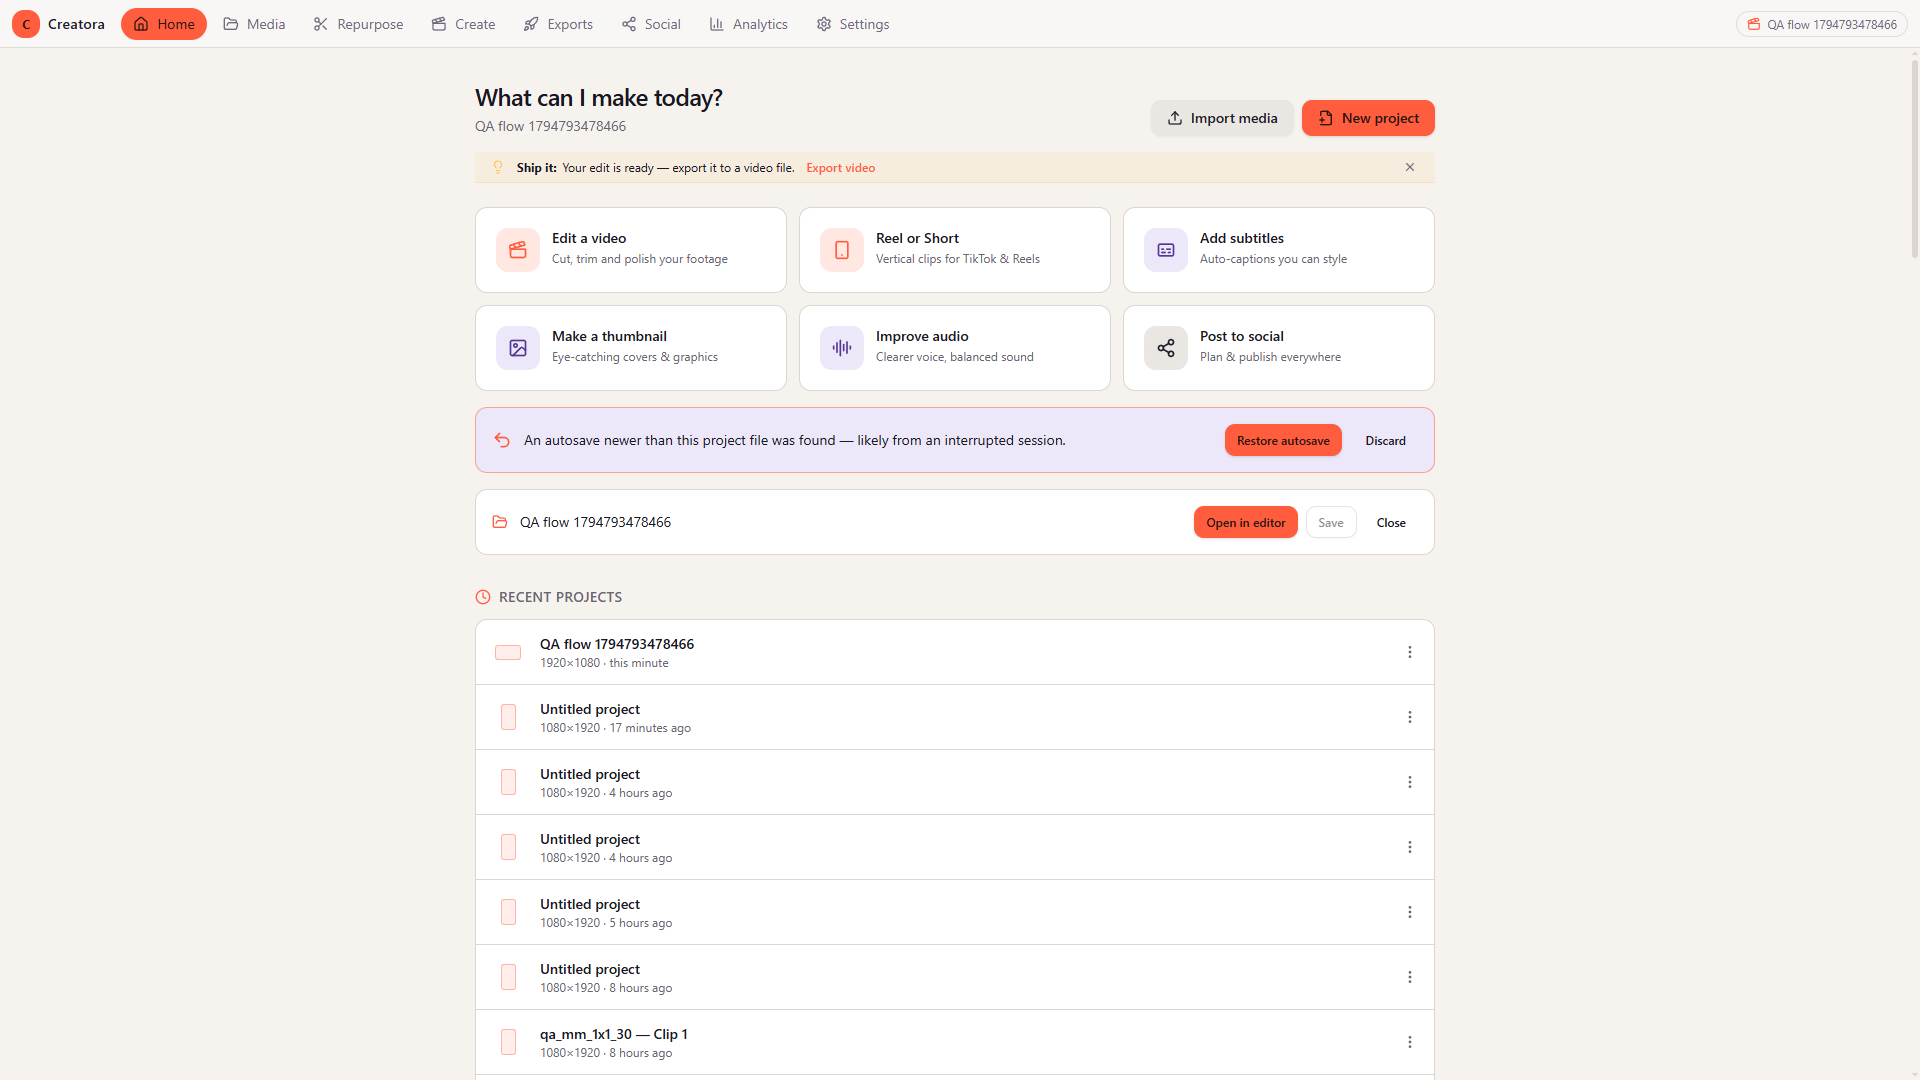 C Creatora Home Media Repurpose Create Exports Social Analytics Settings QA flow 1794793478466
What can I make today?
QA flow 1794793478466
Import media New project
Ship it: Your edit is ready — export it to a video file. Export video
Edit a video
Cut, trim and polish your footage
Reel or Short
Vertical clips for TikTok & Reels
Add subtitles
Auto-captions you can style
Make a thumbnail
Eye-catching covers & graphics
Improve audio
Clearer voice, balanced sound
Post to social
Plan & publish everywhere
An autosave newer than this project file was found — likely from an interrupted session. Restore autosave Discard
QA flow 1794793478466 Open in editor Save Close
RECENT PROJECTS
QA flow 1794793478466
1920×1080 · this minute
Untitled project
1080×1920 · 17 minutes ago
Untitled project
1080×1920 · 4 hours ago
Untitled project
1080×1920 · 4 hours ago
Untitled project
1080×1920 · 5 hours ago
Untitled project
1080×1920 · 8 hours ago
qa_mm_1x1_30 — Clip 1
1080×1920 · 8 hours ago